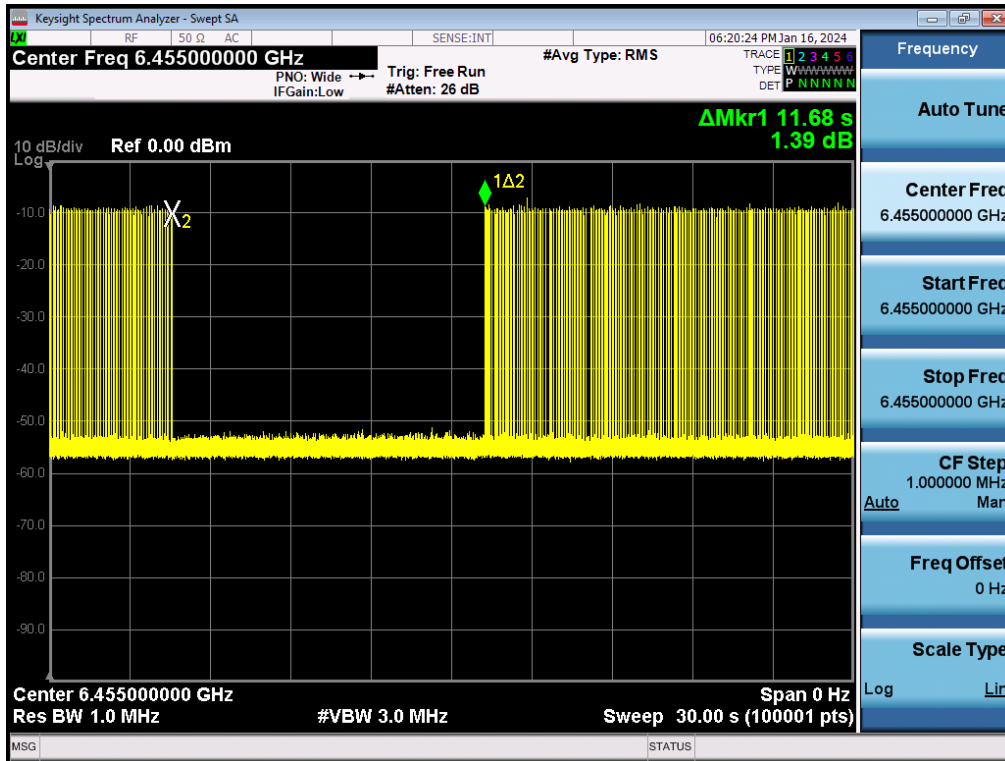 Keysight Spectrum Analyzer - Swept SA
LXI RF 50 Ω AC SENSE:INT 06:20:24 PM Jan 16, 2024
Center Freq 6.455000000 GHz #Avg Type: RMS TRACE 1 2 3 4 5 6
PNO: Wide Trig: Free Run TYPE WWWWWW
IFGain:Low #Atten: 26 dB DET P N N N N N
ΔMkr1 11.68 s
1.39 dB
10 dB/div Ref 0.00 dBm
Log
1Δ2
X2
-10.0
-20.0
-30.0
-40.0
-50.0
-60.0
-70.0
-80.0
-90.0
Center 6.455000000 GHz Span 0 Hz
Res BW 1.0 MHz #VBW 3.0 MHz Sweep 30.00 s (100001 pts)
MSG STATUS
Frequency
Auto Tune
Center Freq
6.455000000 GHz
Start Freq
6.455000000 GHz
Stop Freq
6.455000000 GHz
CF Step
1.000000 MHz
Auto Man
Freq Offset
0 Hz
Scale Type
Log Lin